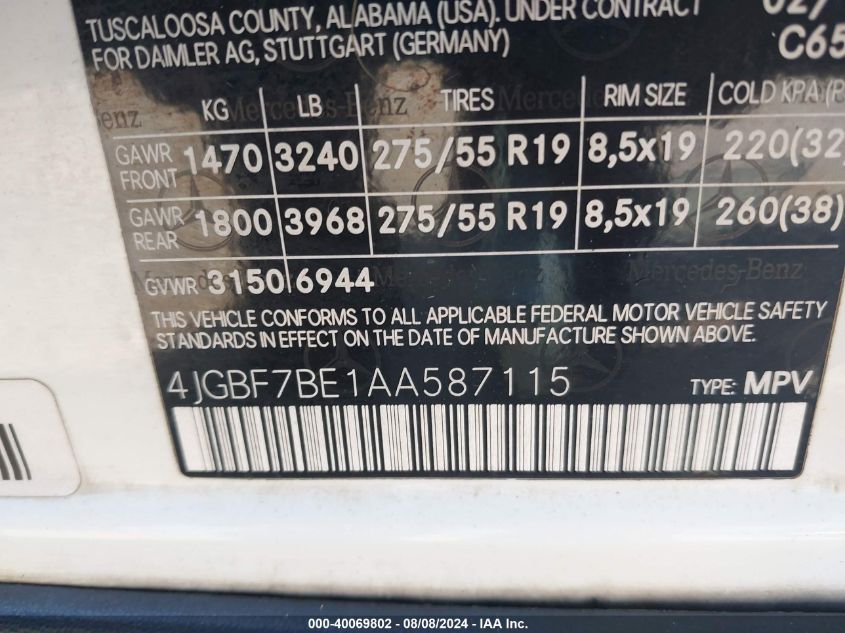 TUSCALOOSA COUNTY, ALABAMA (USA). UNDER CONTRACT
FOR DAIMLER AG, STUTTGART (GERMANY)
C65
KG LB TIRES RIM SIZE COLD KPA
GAWR FRONT 1470 3240 275/55 R19 8,5x19 220(32)
GAWR REAR 1800 3968 275/55 R19 8,5x19 260(38)
GVWR 3150 6944
Mercedes-Benz
THIS VEHICLE CONFORMS TO ALL APPLICABLE FEDERAL MOTOR VEHICLE SAFETY
STANDARDS IN EFFECT ON THE DATE OF MANUFACTURE SHOWN ABOVE.
4JGBF7BE1AA587115 TYPE: MPV
000-40069802 - 08/08/2024 - IAA Inc.